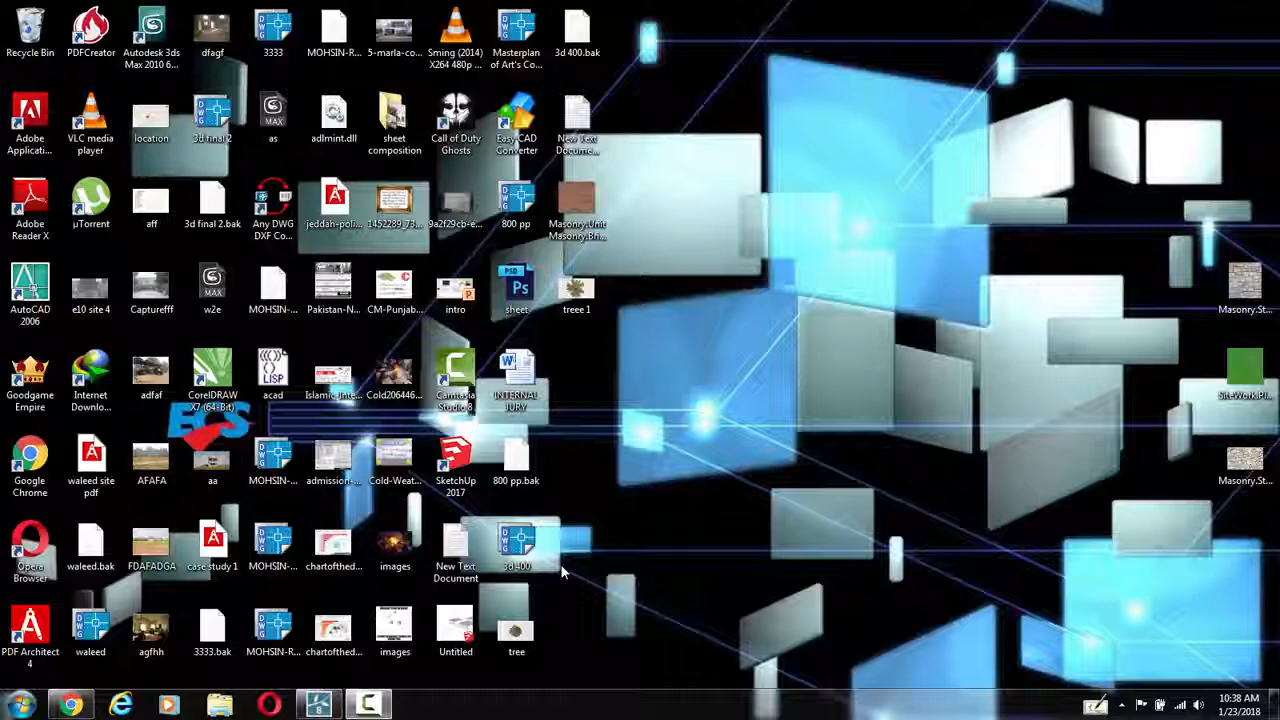 Recycle Bin
PDFCreator
Autodesk 3ds
Max 2010 6...
dfagf
3333
MOHSIN-R...
5-marla-co...
Sming (2014)
X264 480p ...
Masterplan
of Art's Co...
3d 400.bak
Adobe
Applicati...
VLC media
player
location
3d final 2
as
adlmint.dll
sheet
composition
Call of Duty
Ghosts
Easy CAD
Converter
New Text
Docume...
Adobe
Reader X
µTorrent
aff
3d final 2.bak
Any DWG
DXF Co...
jeddah-poli...
1452289_73...
9a2f29cb-e...
800 pp
Masonry.Unit
Masonry.Bri...
AutoCAD
2006
e10 site 4
Capturefff
w2e
MOHSIN-...
Pakistan-N...
CM-Punjab...
intro
sheet
treee 1
Masonry.St...
Goodgame
Empire
Internet
Downlo...
adfaf
CorelDRAW
X7 (64-Bit)
acad
Islamic-Inte...
Cold206446...
Camtasia
Studio 8
INTERNAL
JURY
SiteWork.Pl...
Google
Chrome
waleed site
pdf
AFAFA
aa
MOHSIN-...
admission-...
Cold-Weat...
SketchUp
2017
800 pp.bak
Masonry.St...
Opera
Browser
waleed.bak
FDAFADGA
case study 1
MOHSIN-...
chartofthed...
images
New Text
Document
3d 400
PDF Architect
4
waleed
agfhh
3333.bak
MOHSIN-R...
chartofthed...
images
Untitled
tree
ECS
10:38 AM
1/23/2018